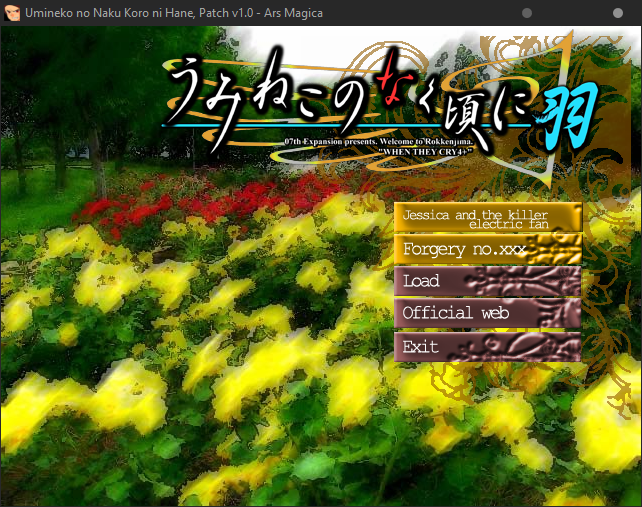 Umineko no Naku Koro ni Hane, Patch v1.0 - Ars Magica
うみねこのなく頃に羽
07th Expansion presents. Welcome to Rokkenjima.
"WHEN THEY CRY4+"
Jessica and the killer
electric fan
Forgery no.xxx
Load
Official web
Exit